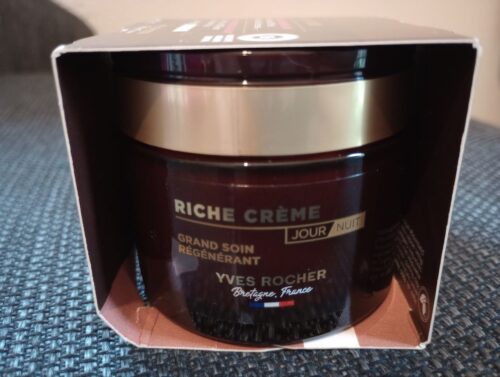 RICHE CRÈME
JOUR/NUIT
GRAND SOIN
RÉGÉNÉRANT
YVES ROCHER
Bretagne, France